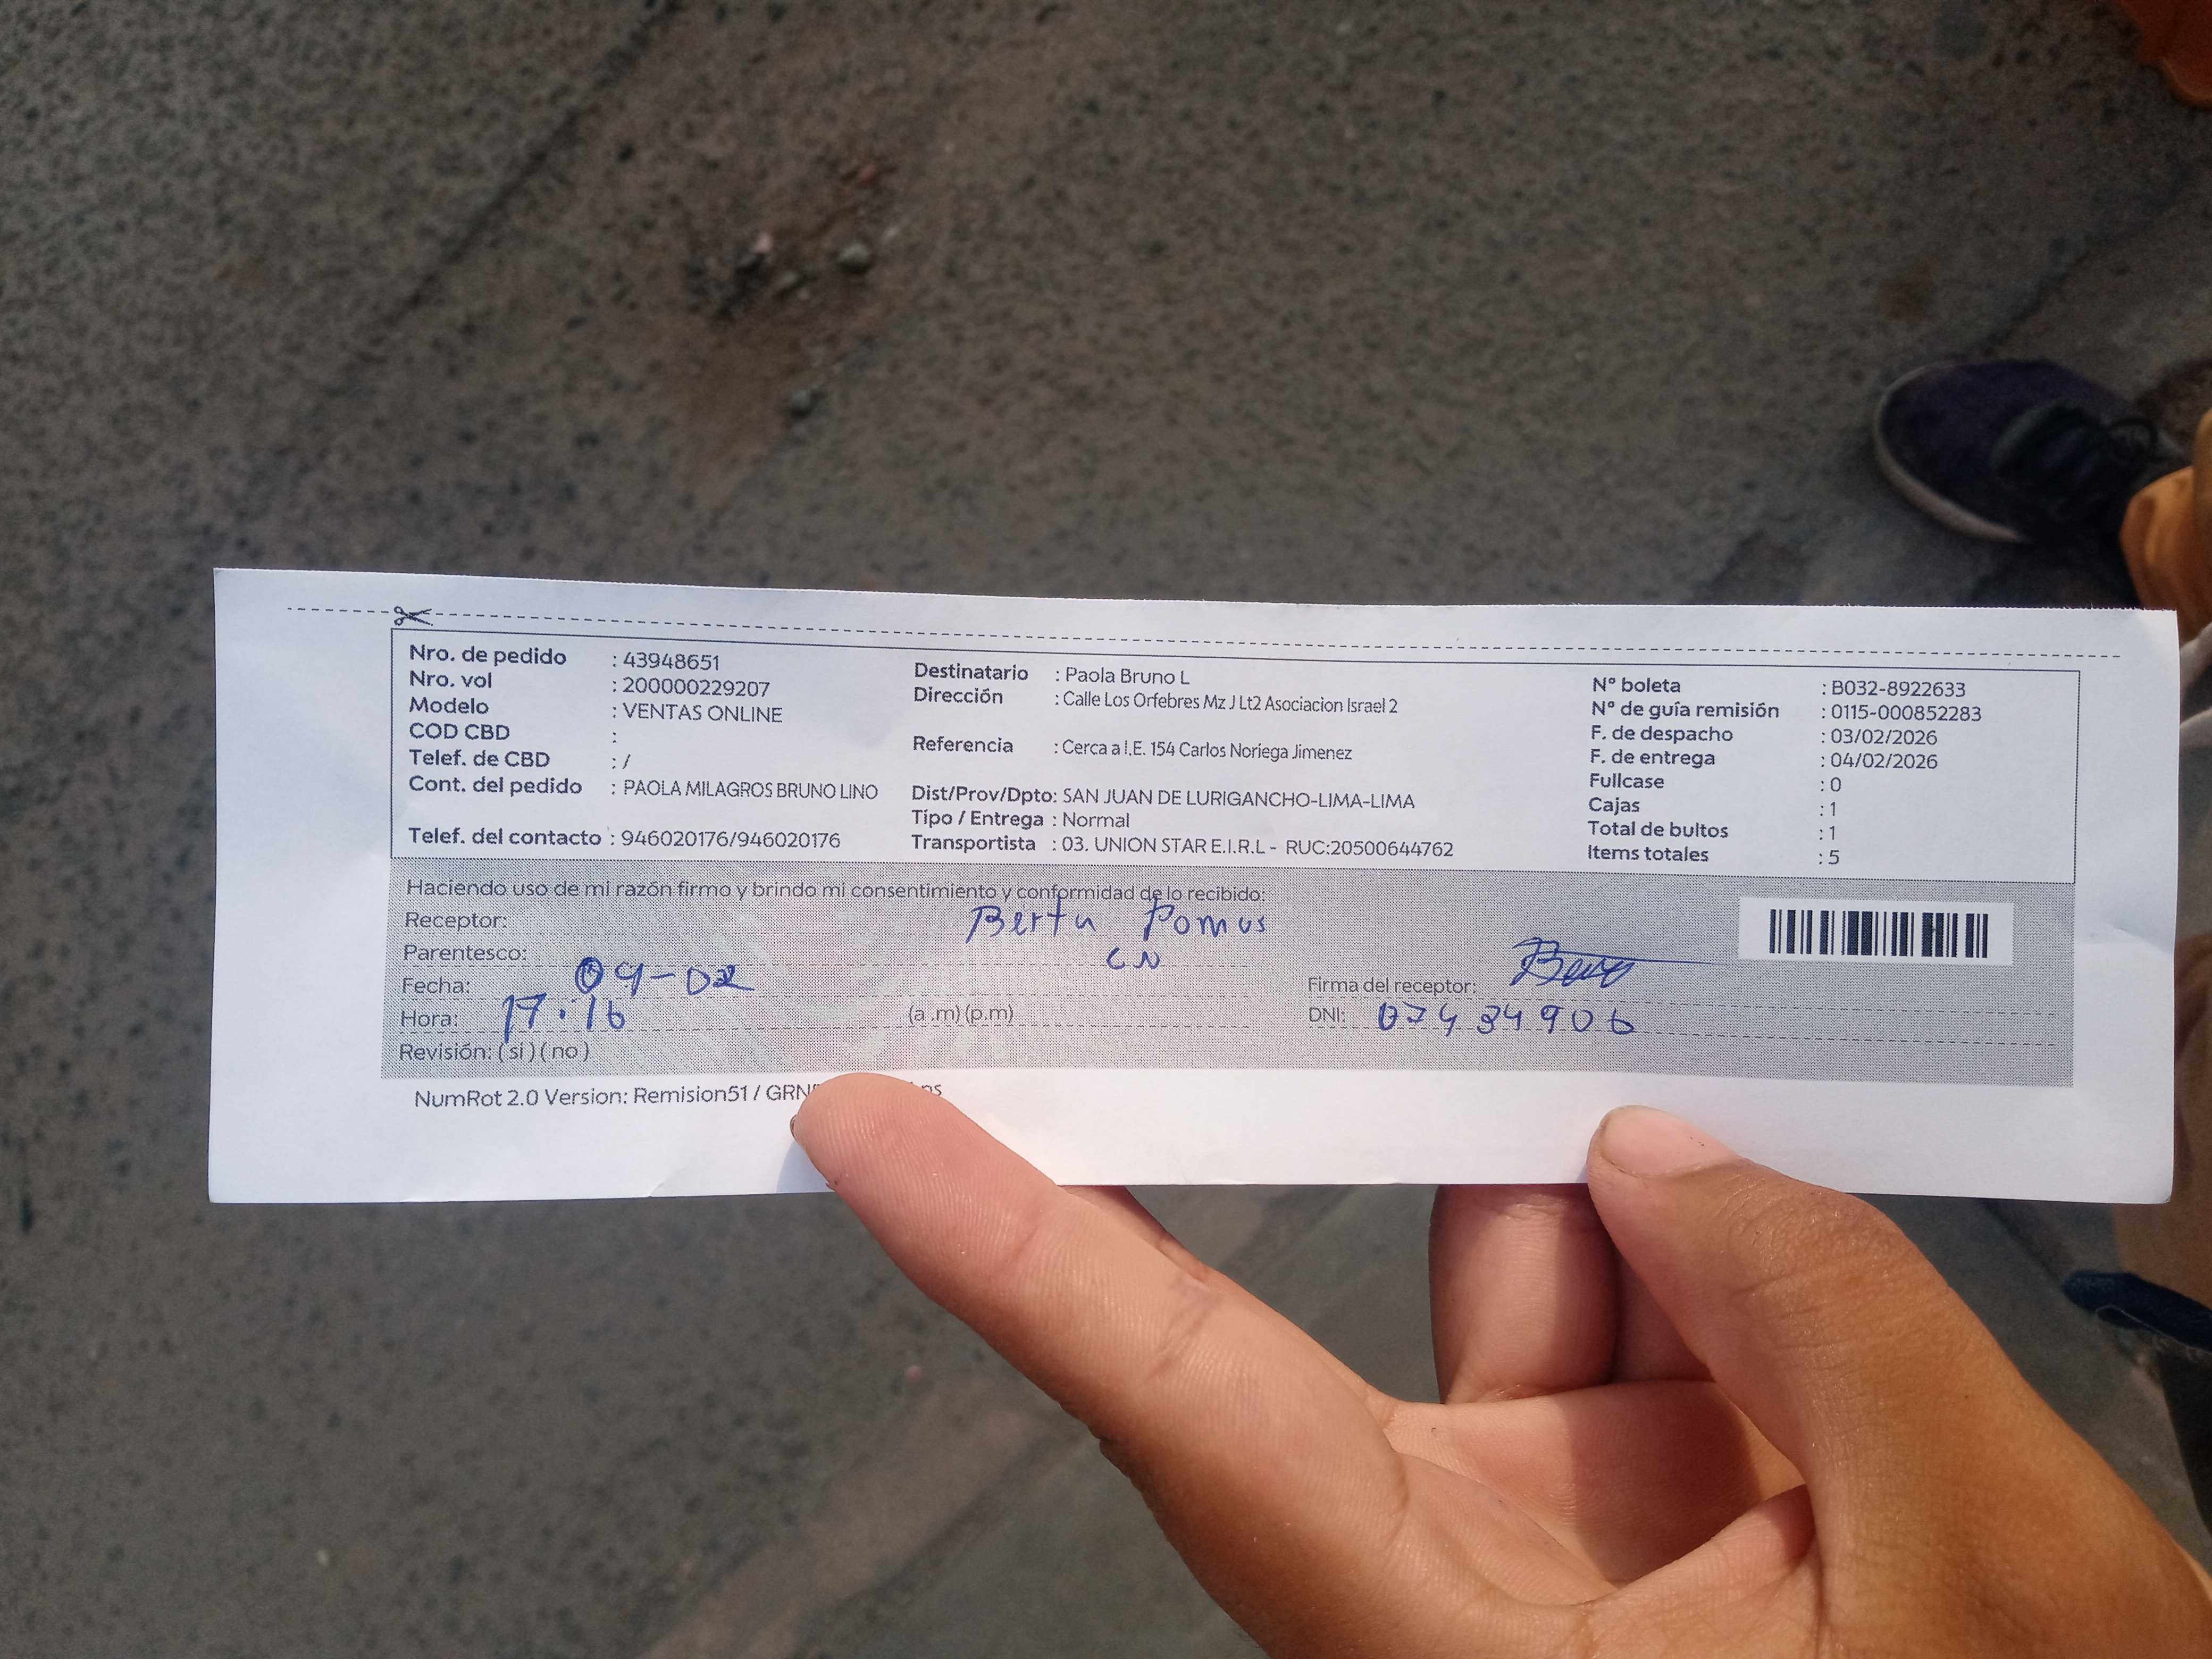 Nro. de pedido : 43948651
Nro. vol : 200000229207
Modelo : VENTAS ONLINE
COD CBD :
Telef. de CBD : /
Cont. del pedido : PAOLA MILAGROS BRUNO LINO
Telef. del contacto : 946020176/946020176
Destinatario : Paola Bruno L
Dirección : Calle Los Orfebres Mz J Lt2 Asociacion Israel 2
Referencia : Cerca a I.E. 154 Carlos Noriega Jimenez
Dist/Prov/Dpto: SAN JUAN DE LURIGANCHO-LIMA-LIMA
Tipo / Entrega : Normal
Transportista : 03. UNION STAR E.I.R.L - RUC:20500644762
N° boleta : B032-8922633
N° de guía remisión : 0115-000852283
F. de despacho : 03/02/2026
F. de entrega : 04/02/2026
Fullcase : 0
Cajas : 1
Total de bultos : 1
Items totales : 5
Haciendo uso de mi razón firmo y brindo mi consentimiento y conformidad de lo recibido:
Receptor: Berta
Parentesco:
Fecha:
Hora: 17:16 (a .m) (p.m)
Revisión: ( si ) ( no )
Firma del receptor:
DNI: 07434906
NumRot 2.0 Version: Remision51 /